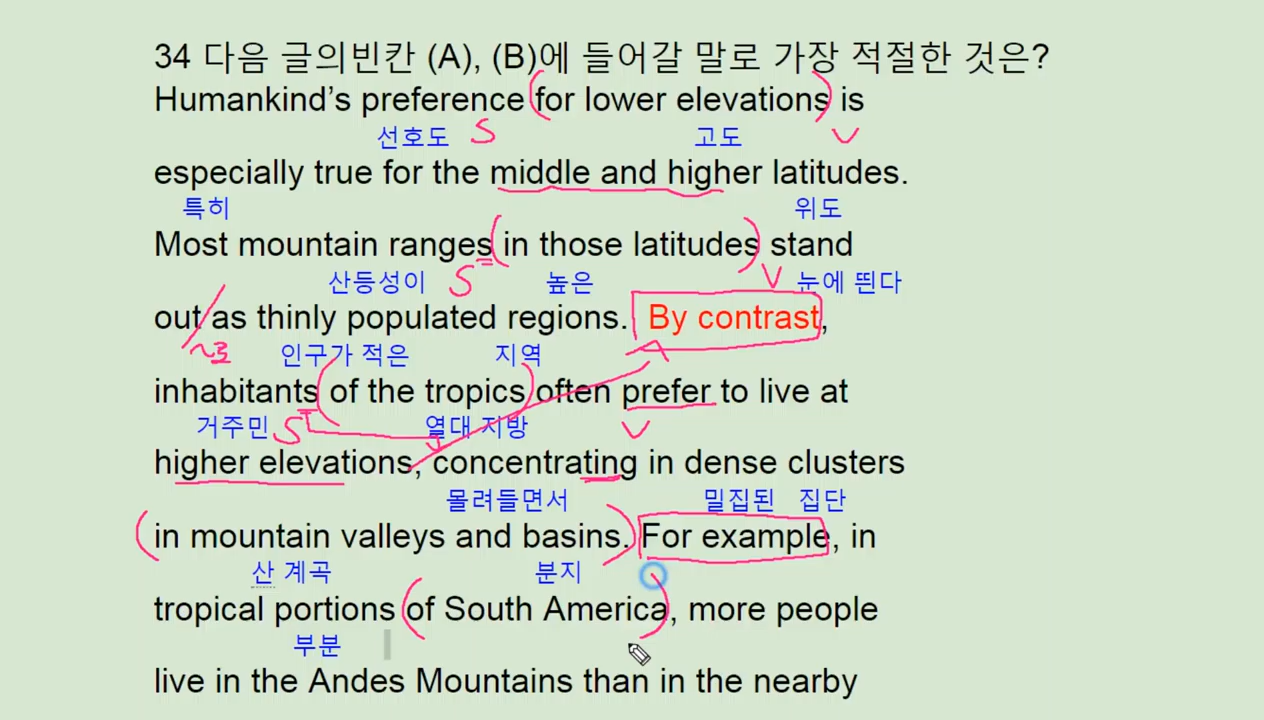 34 다음 글의빈칸 (A), (B)에 들어갈 말로 가장 적절한 것은?
Humankind's preference (for lower elevations) is
선호도 S 고도 V
especially true for the middle and higher latitudes.
특히 위도
Most mountain ranges (in those latitudes) stand
산등성이 S 높은 V 눈에 띈다
out / as thinly populated regions. By contrast,
~로 인구가 적은 지역
inhabitants (of the tropics) often prefer to live at
거주민 S 열대 지방 V
higher elevations, concentrating in dense clusters
몰려들면서 밀집된 집단
(in mountain valleys and basins.) For example, in
산 계곡 분지
tropical portions (of South America), more people
부분
live in the Andes Mountains than in the nearby